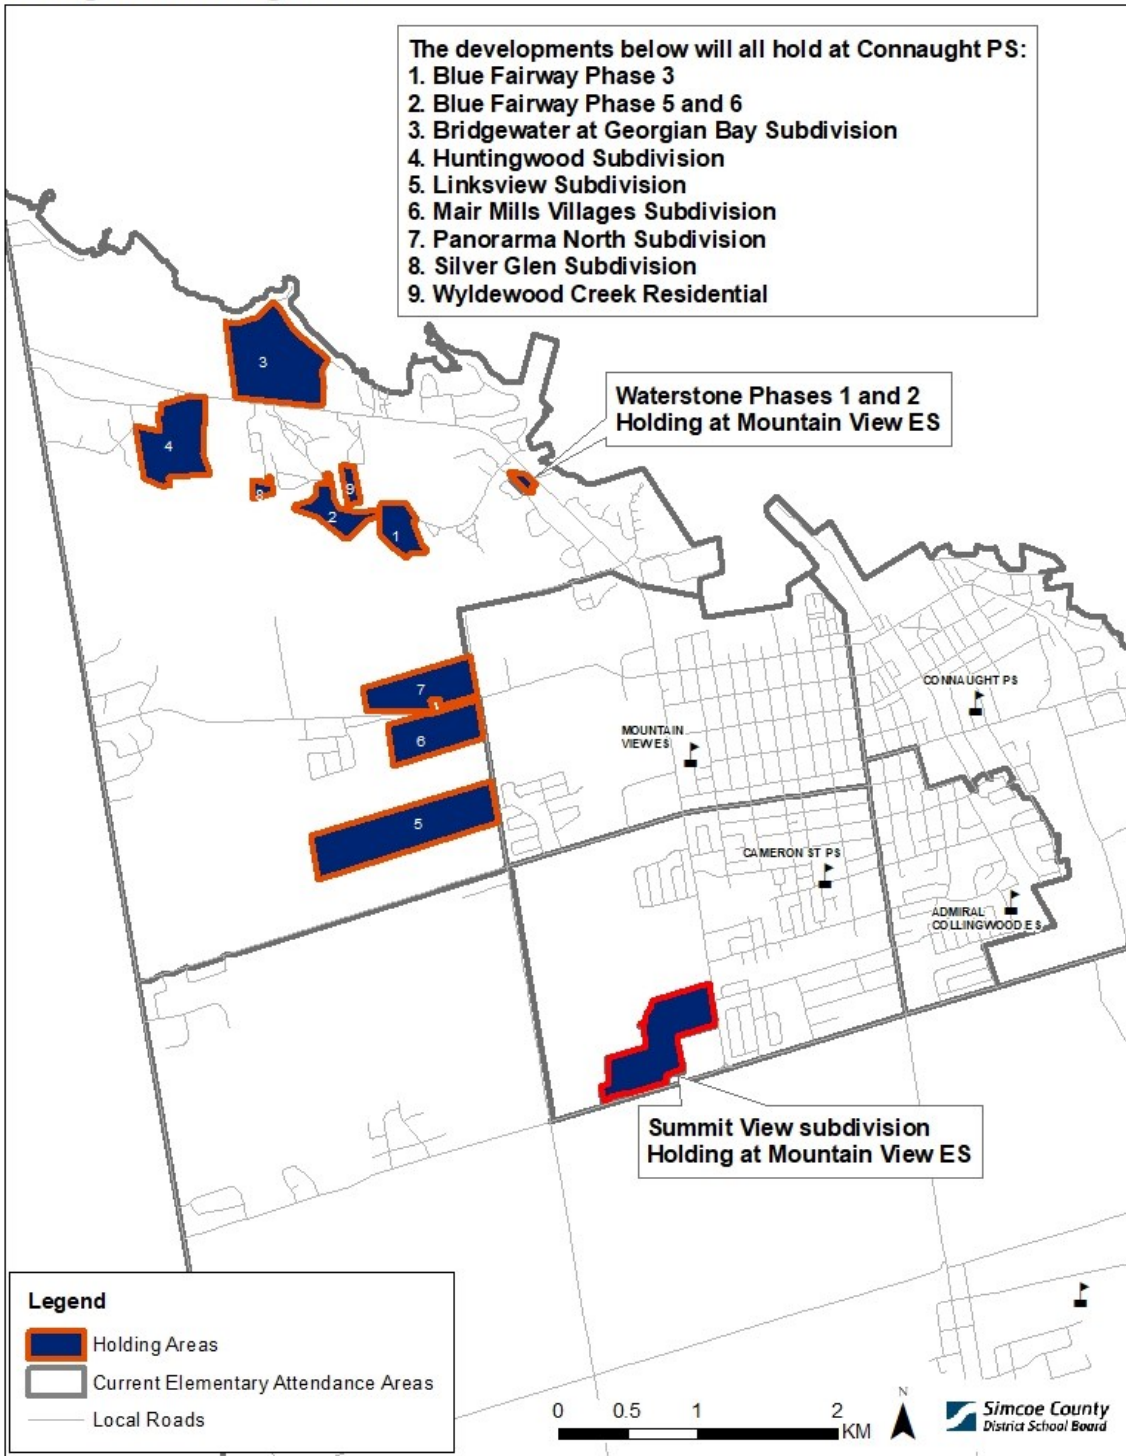 The developments below will all hold at Connaught PS:
1. Blue Fairway Phase 3
2. Blue Fairway Phase 5 and 6
3. Bridgewater at Georgian Bay Subdivision
4. Huntingwood Subdivision
5. Linksview Subdivision
6. Mair Mills Villages Subdivision
7. Panorarma North Subdivision
8. Silver Glen Subdivision
9. Wyldewood Creek Residential
3
Waterstone Phases 1 and 2
Holding at Mountain View ES
4
8
9
2
1
7
6
5
CONNAUGHT PS
MOUNTAIN
VIEW ES
CAMERON ST PS
ADMIRAL
COLLINGWOOD ES
Summit View subdivision
Holding at Mountain View ES
Legend
Holding Areas
Current Elementary Attendance Areas
Local Roads
0 0.5 1 2
KM
N
Simcoe County
District School Board